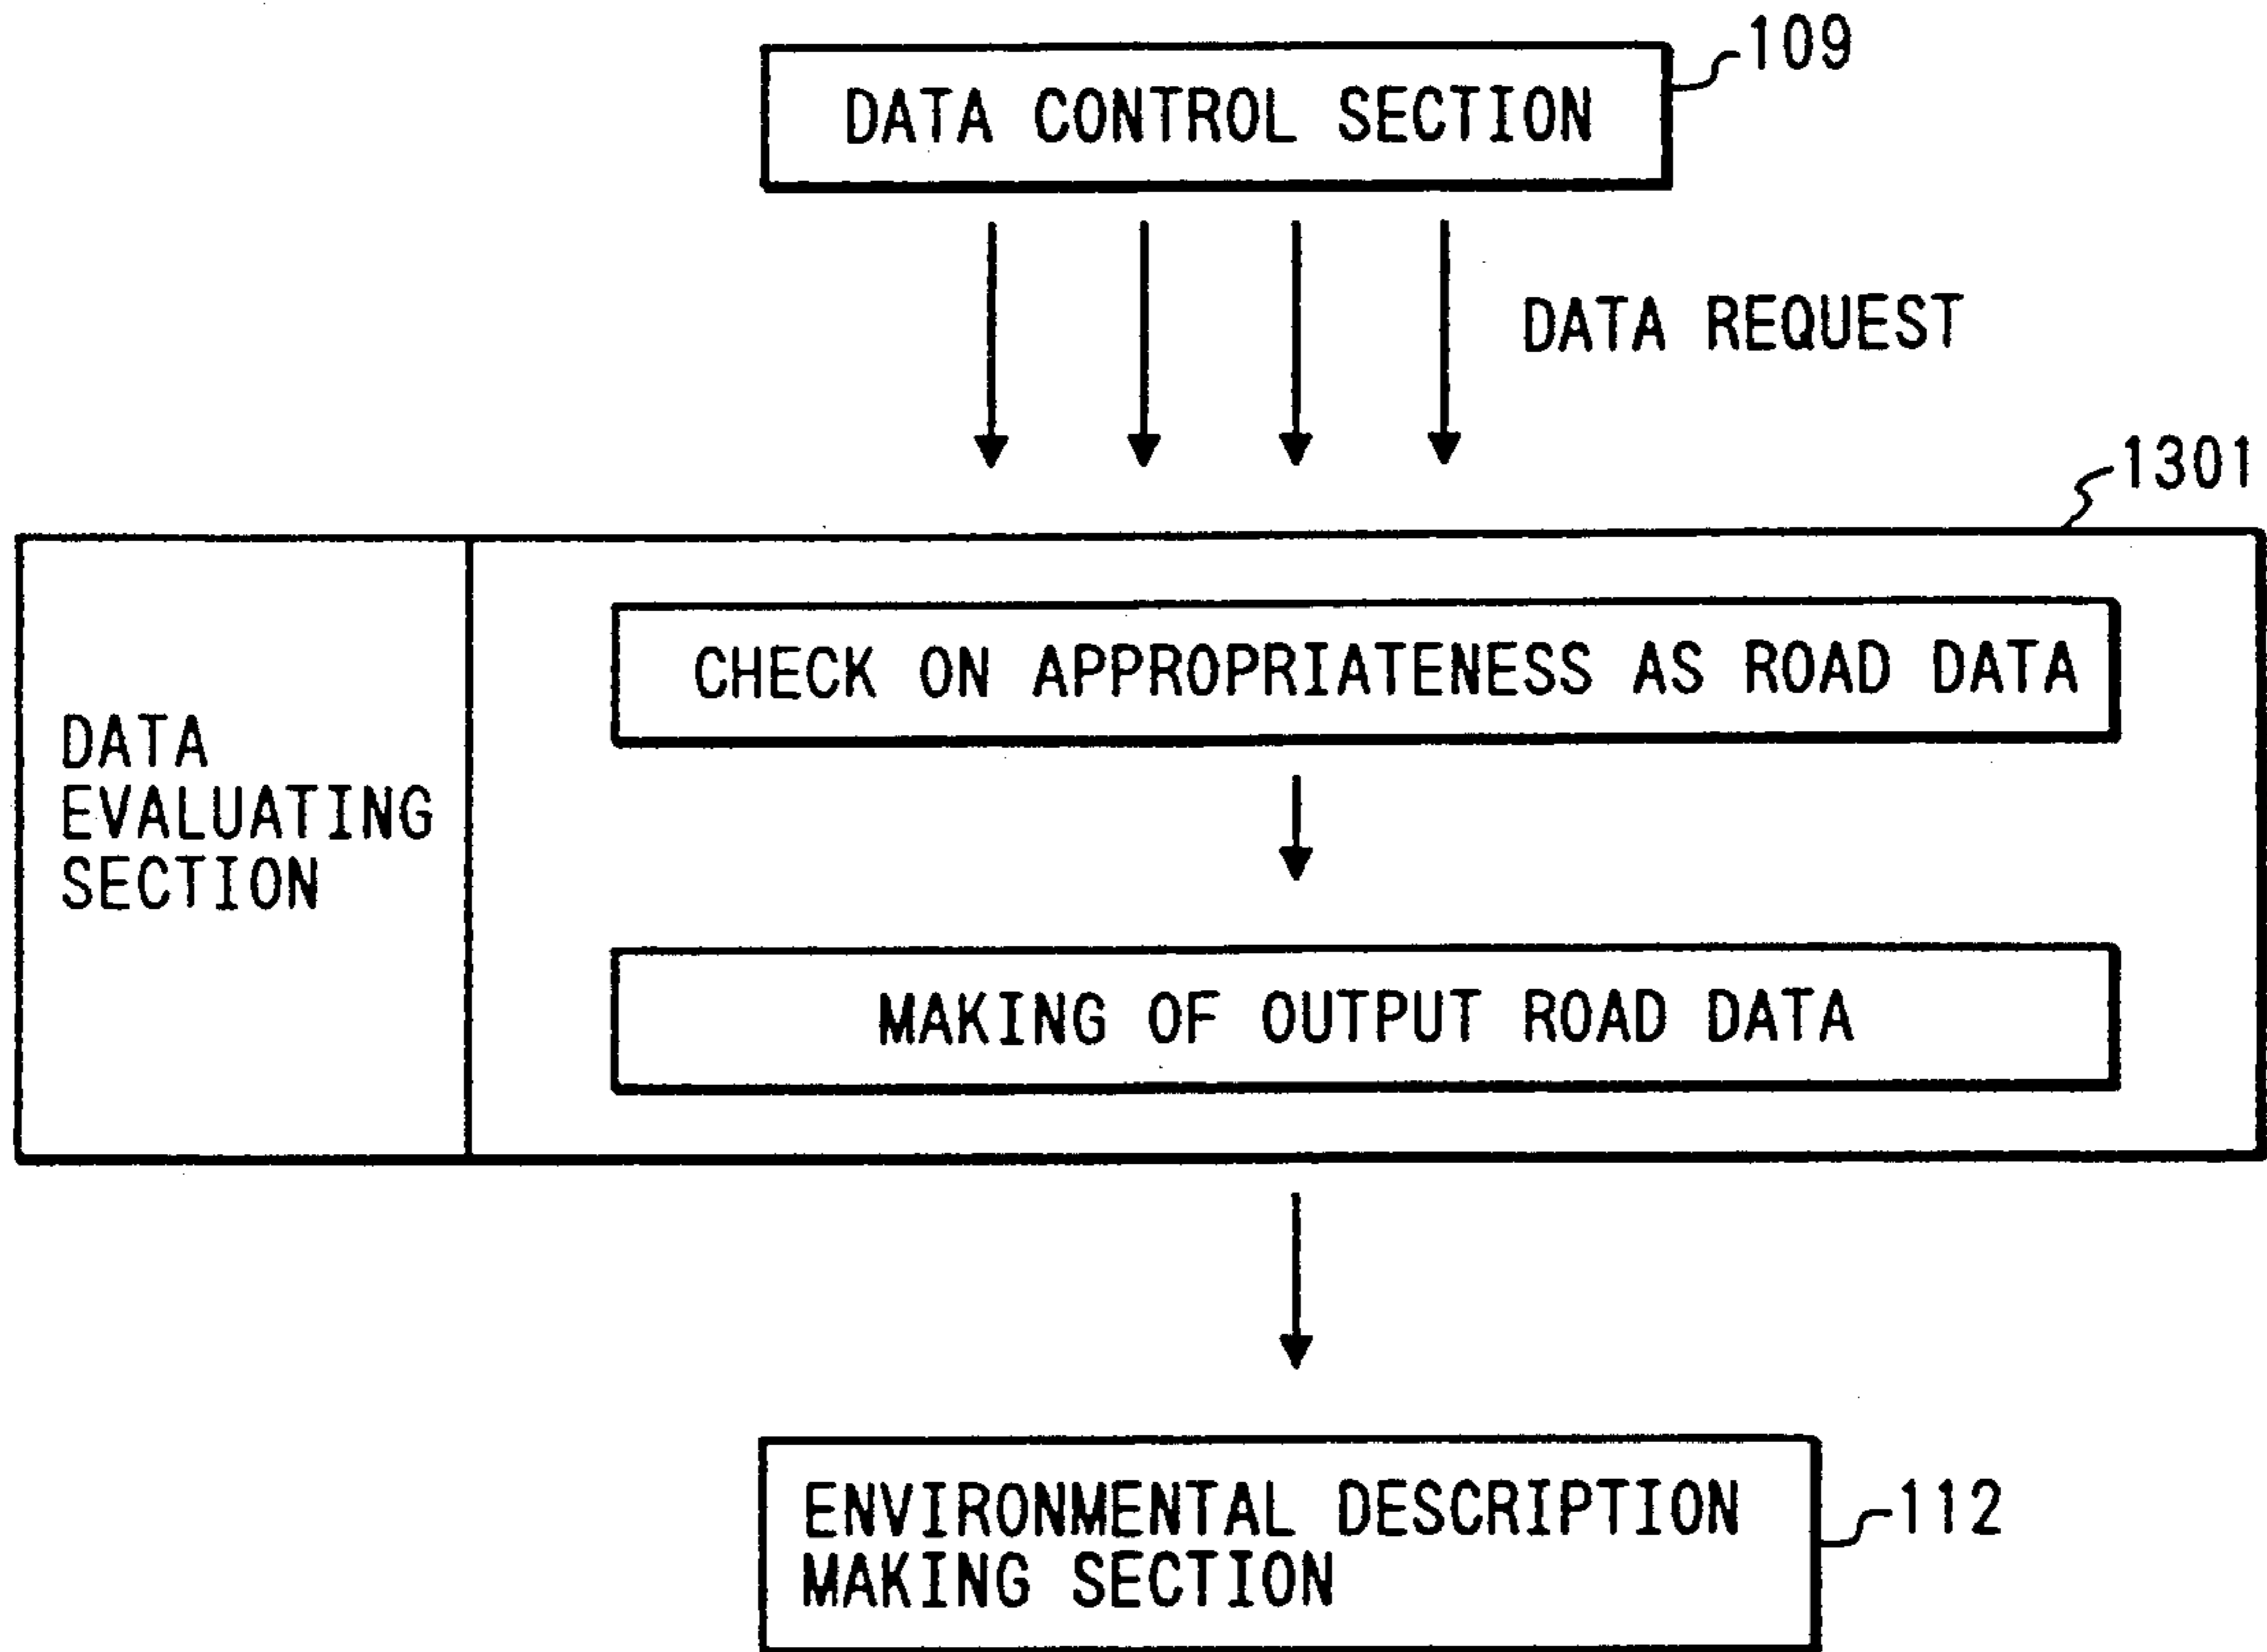 109
DATA CONTROL SECTION
DATA REQUEST
1301
CHECK ON APPROPRIATENESS AS ROAD DATA
DATA
EVALUATING
SECTION
MAKING OF OUTPUT ROAD DATA
ENVIRONMENTAL DESCRIPTION
MAKING SECTION
112